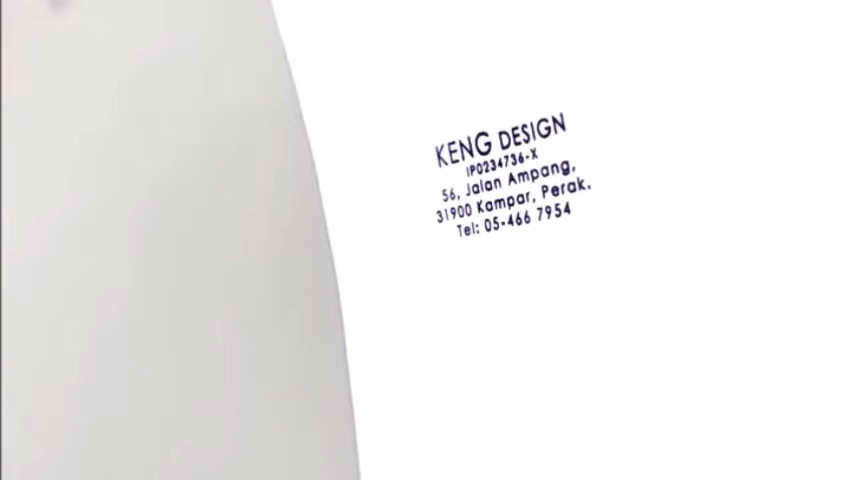 KENG DESIGN
IP0234736-X
56, Jalan Ampang,
31900 Kampar, Perak.
Tel: 05-466 7954